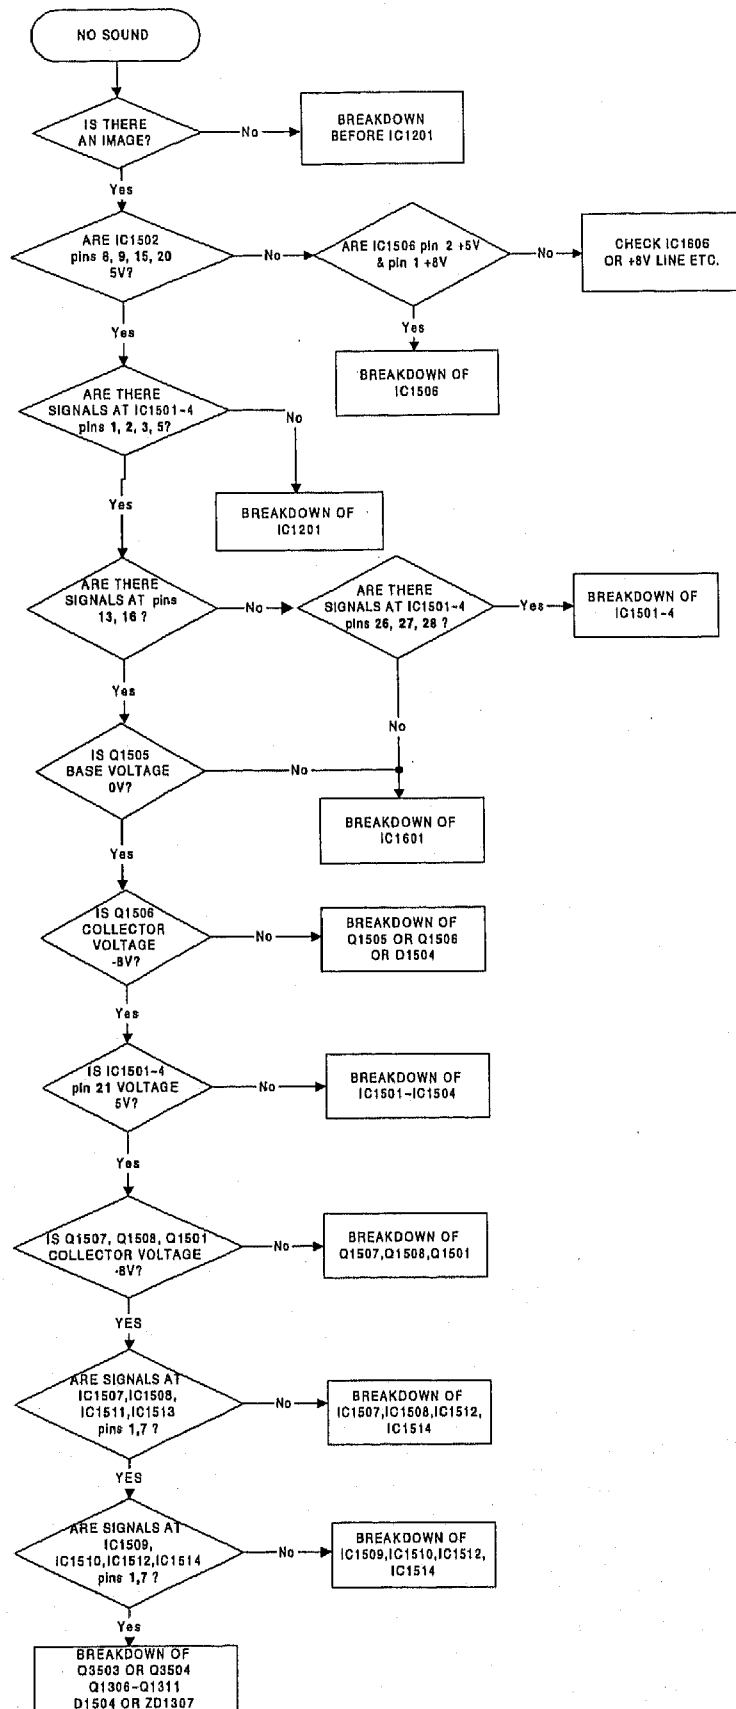 NO SOUND
IS THERE
AN IMAGE?
No
BREAKDOWN
BEFORE IC1201
Yes
ARE IC1502
pins 8, 9, 15, 20
5V?
No
ARE IC1506 pin 2 +5V
& pin 1 +8V
No
CHECK IC1606
OR +8V LINE ETC.
Yes
Yes
BREAKDOWN OF
IC1506
ARE THERE
SIGNALS AT IC1501-4
pins 1, 2, 3, 5?
No
Yes
BREAKDOWN OF
IC1201
ARE THERE
SIGNALS AT pins
13, 16 ?
No
ARE THERE
SIGNALS AT IC1501-4
pins 26, 27, 28 ?
Yes
BREAKDOWN OF
IC1501-4
Yes
No
IS Q1505
BASE VOLTAGE
0V?
No
BREAKDOWN OF
IC1601
Yes
IS Q1506
COLLECTOR
VOLTAGE
-8V?
No
BREAKDOWN OF
Q1505 OR Q1506
OR D1504
Yes
IS IC1501-4
pin 21 VOLTAGE
5V?
No
BREAKDOWN OF
IC1501-IC1504
Yes
IS Q1507, Q1508, Q1501
COLLECTOR VOLTAGE
-8V?
No
BREAKDOWN OF
Q1507,Q1508,Q1501
YES
ARE SIGNALS AT
IC1507,IC1508,
IC1511,IC1513
pins 1,7 ?
No
BREAKDOWN OF
IC1507,IC1508,IC1512,
IC1514
YES
ARE SIGNALS AT
IC1509,
IC1510,IC1512,IC1514
pins 1,7 ?
No
BREAKDOWN OF
IC1509,IC1510,IC1512,
IC1514
Yes
BREAKDOWN OF
Q3503 OR Q3504
Q1306-Q1311
D1504 OR ZD1307